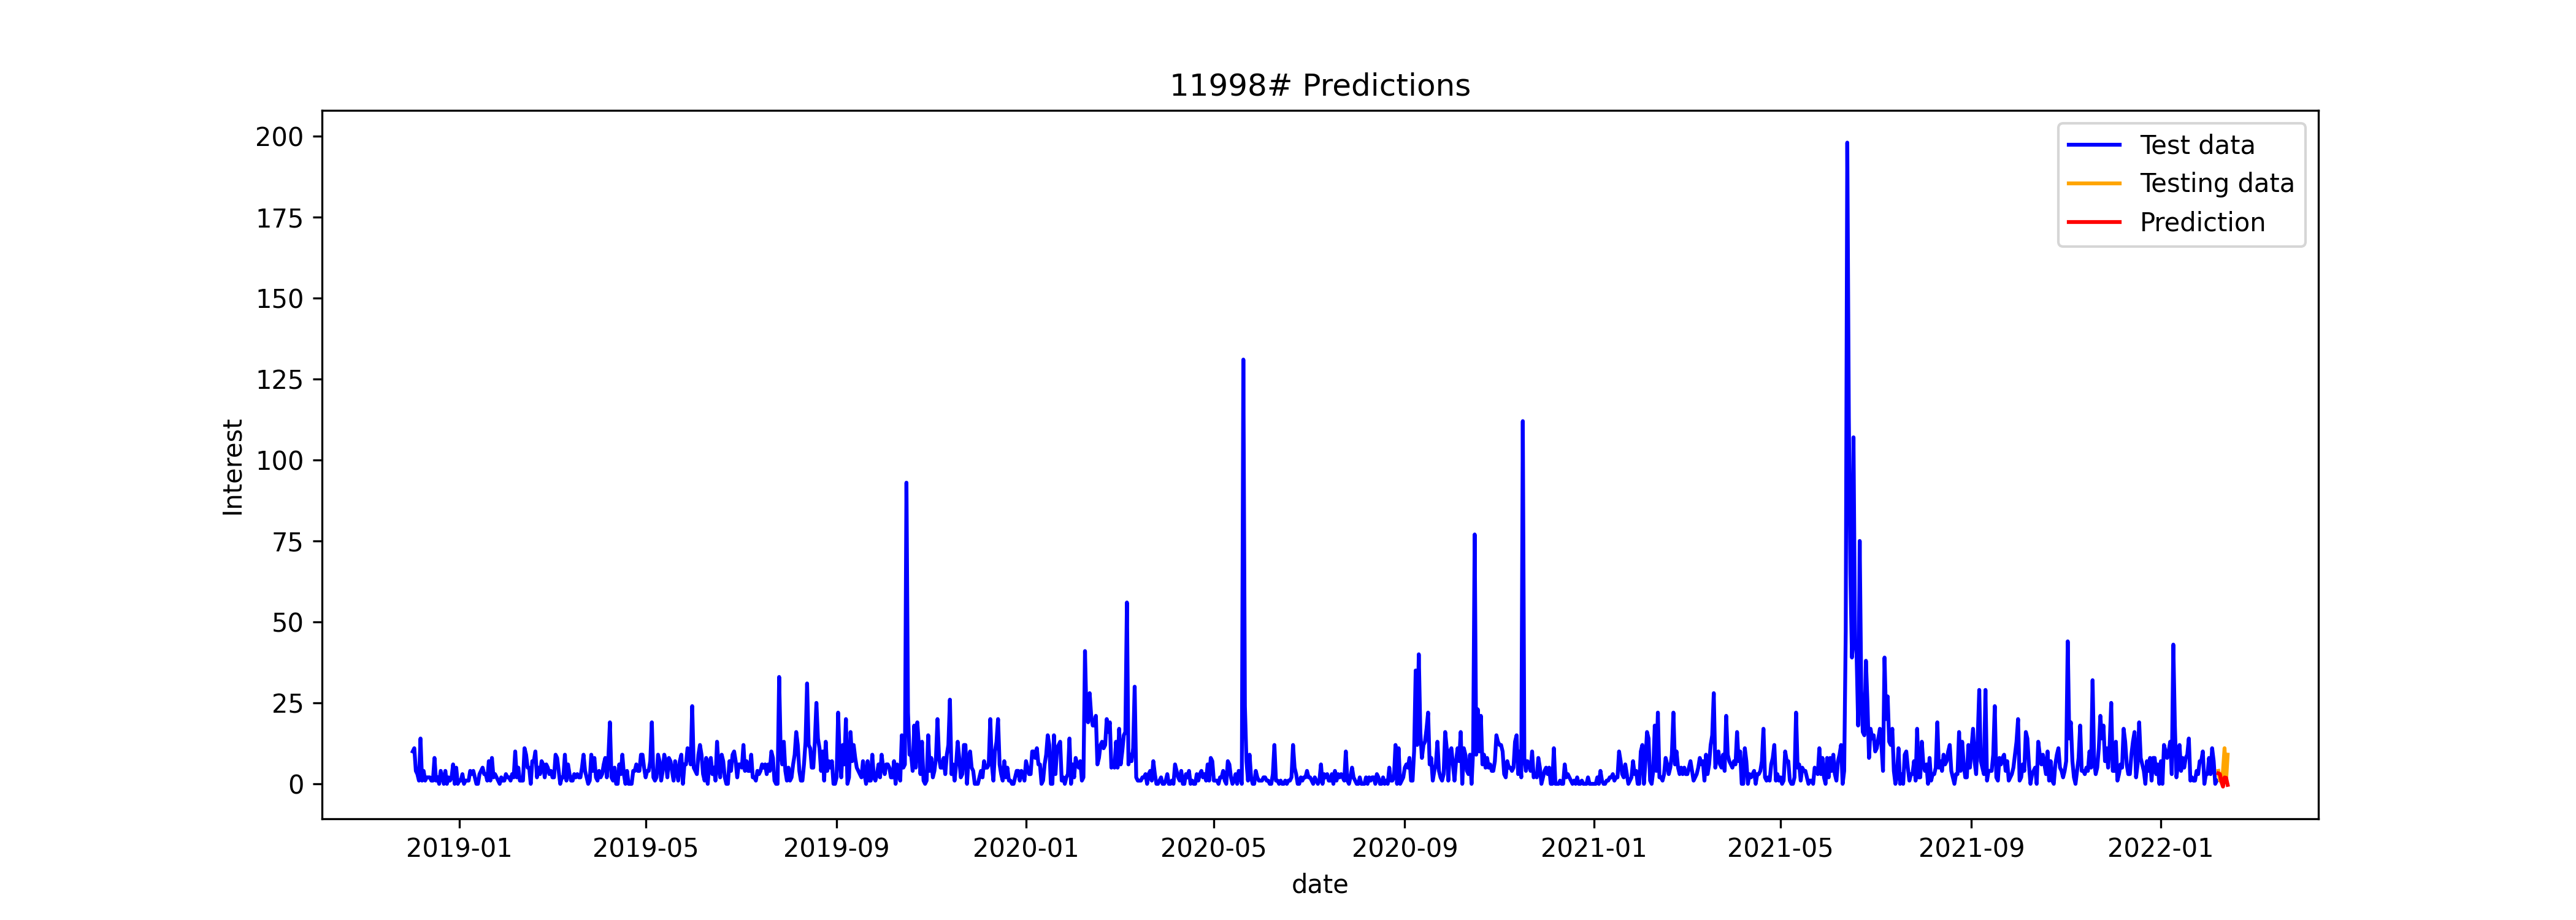 11998# Predictions
200
175
150
125
100
75
50
25
0
Interest
Test data
Testing data
Prediction
2019-01 2019-05 2019-09 2020-01 2020-05 2020-09 2021-01 2021-05 2021-09 2022-01
date